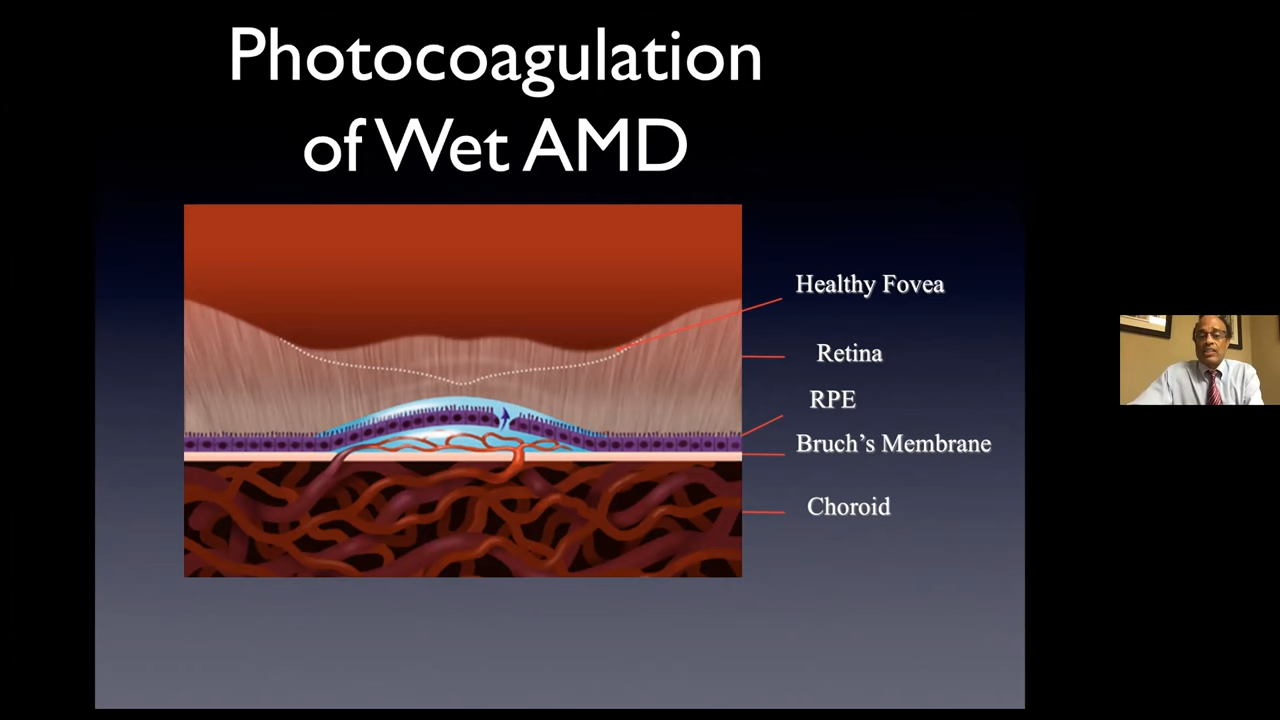 Photocoagulation
of Wet AMD
Healthy Fovea
Retina
RPE
Bruch’s Membrane
Choroid